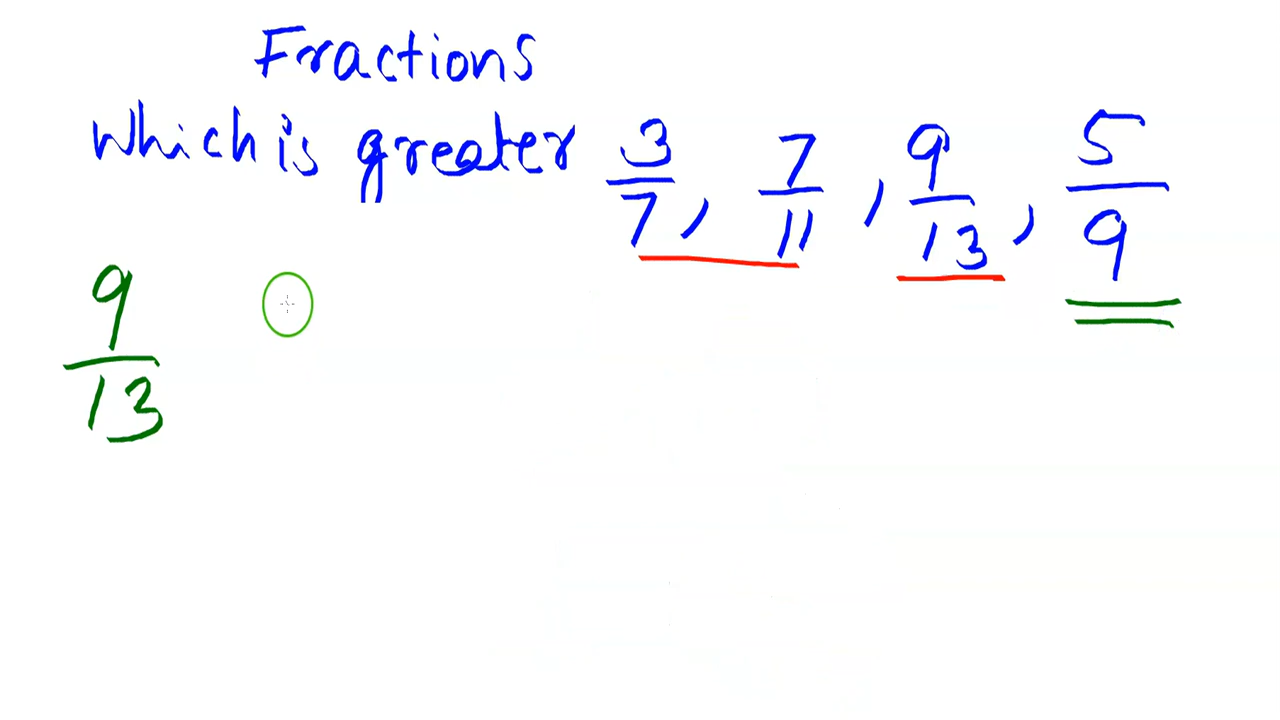 Fractions
Which is greater 3/7, 7/11, 9/13, 5/9
9/13